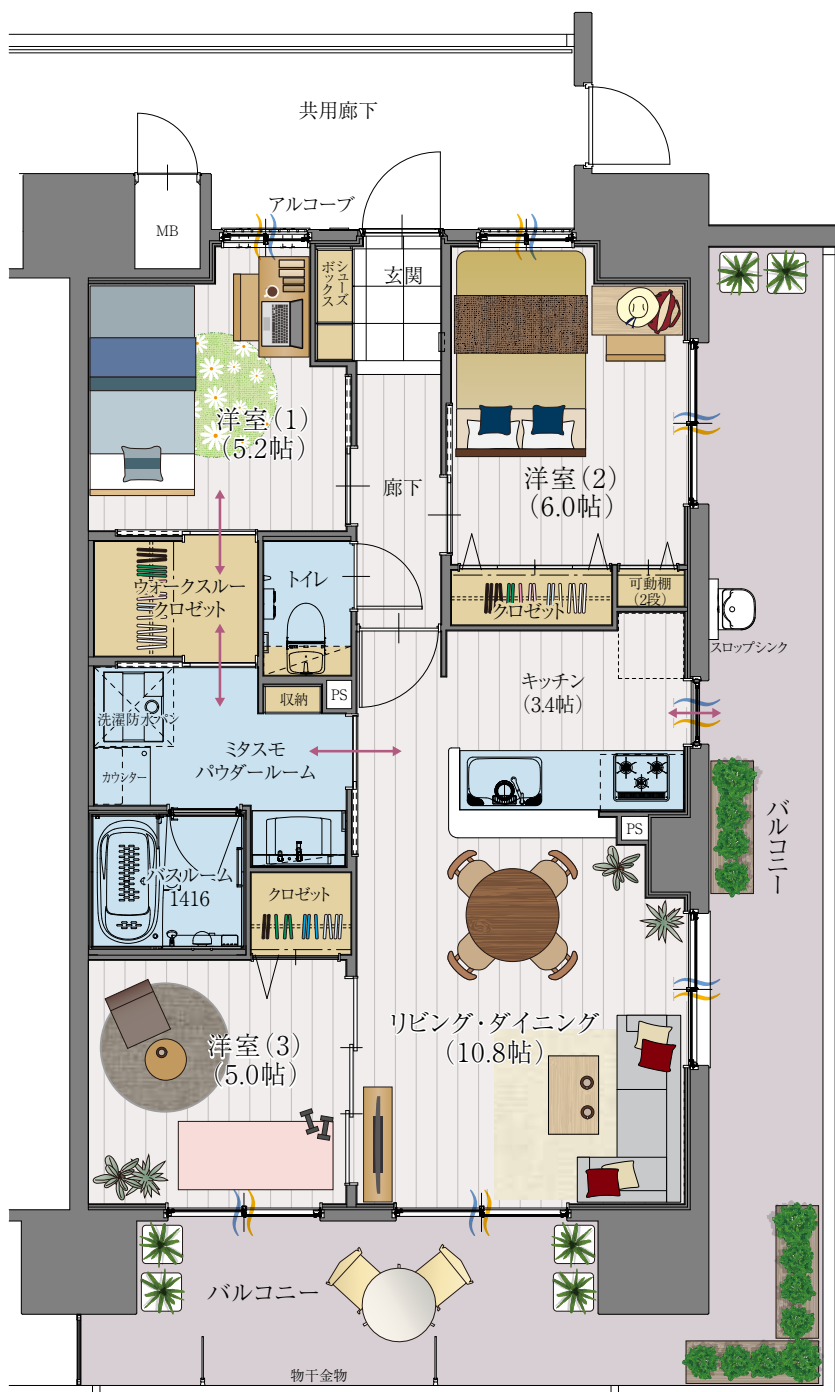 共用廊下
アルコーブ
MB
シューズ
ボックス
玄関
洋室(1)
(5.2帖)
廊下
洋室(2)
(6.0帖)
ウォークスルー
クロゼット
トイレ
クロゼット
可動棚
(2段)
スロップシンク
収納
PS
キッチン
(3.4帖)
洗濯防水パン
ミタスモ
パウダールーム
カウンター
PS
バルコニー
バスルーム
1416
クロゼット
リビング・ダイニング
(10.8帖)
洋室(3)
(5.0帖)
バルコニー
物干金物